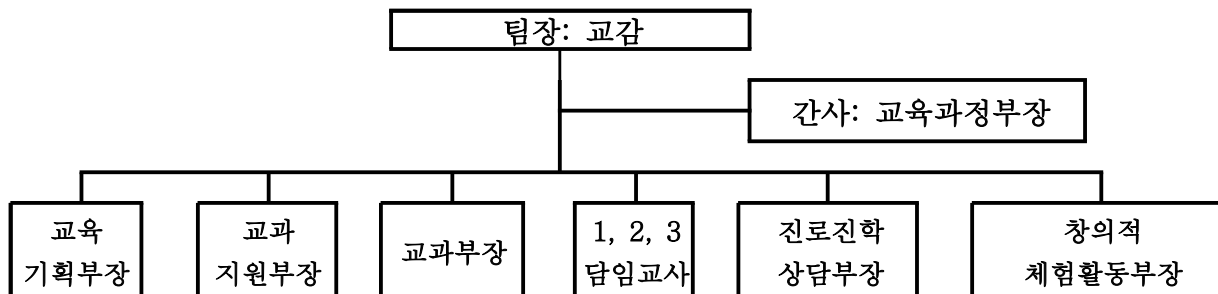 팀장: 교감
간사: 교육과정부장
교육
기획부장
교과
지원부장
교과부장
1, 2, 3
담임교사
진로진학
상담부장
창의적
체험활동부장